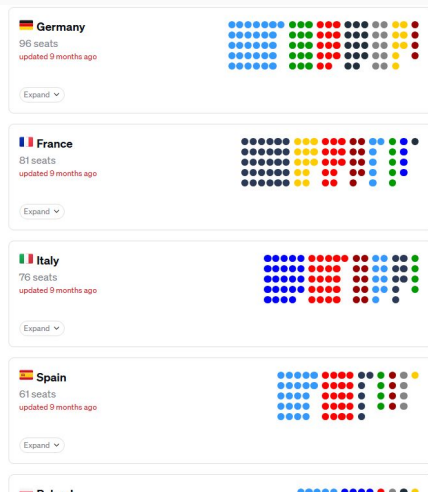 Germany
96 seats
updated 9 months ago
Expand
France
81 seats
updated 9 months ago
Expand
Italy
76 seats
updated 9 months ago
Expand
Spain
61 seats
updated 9 months ago
Expand